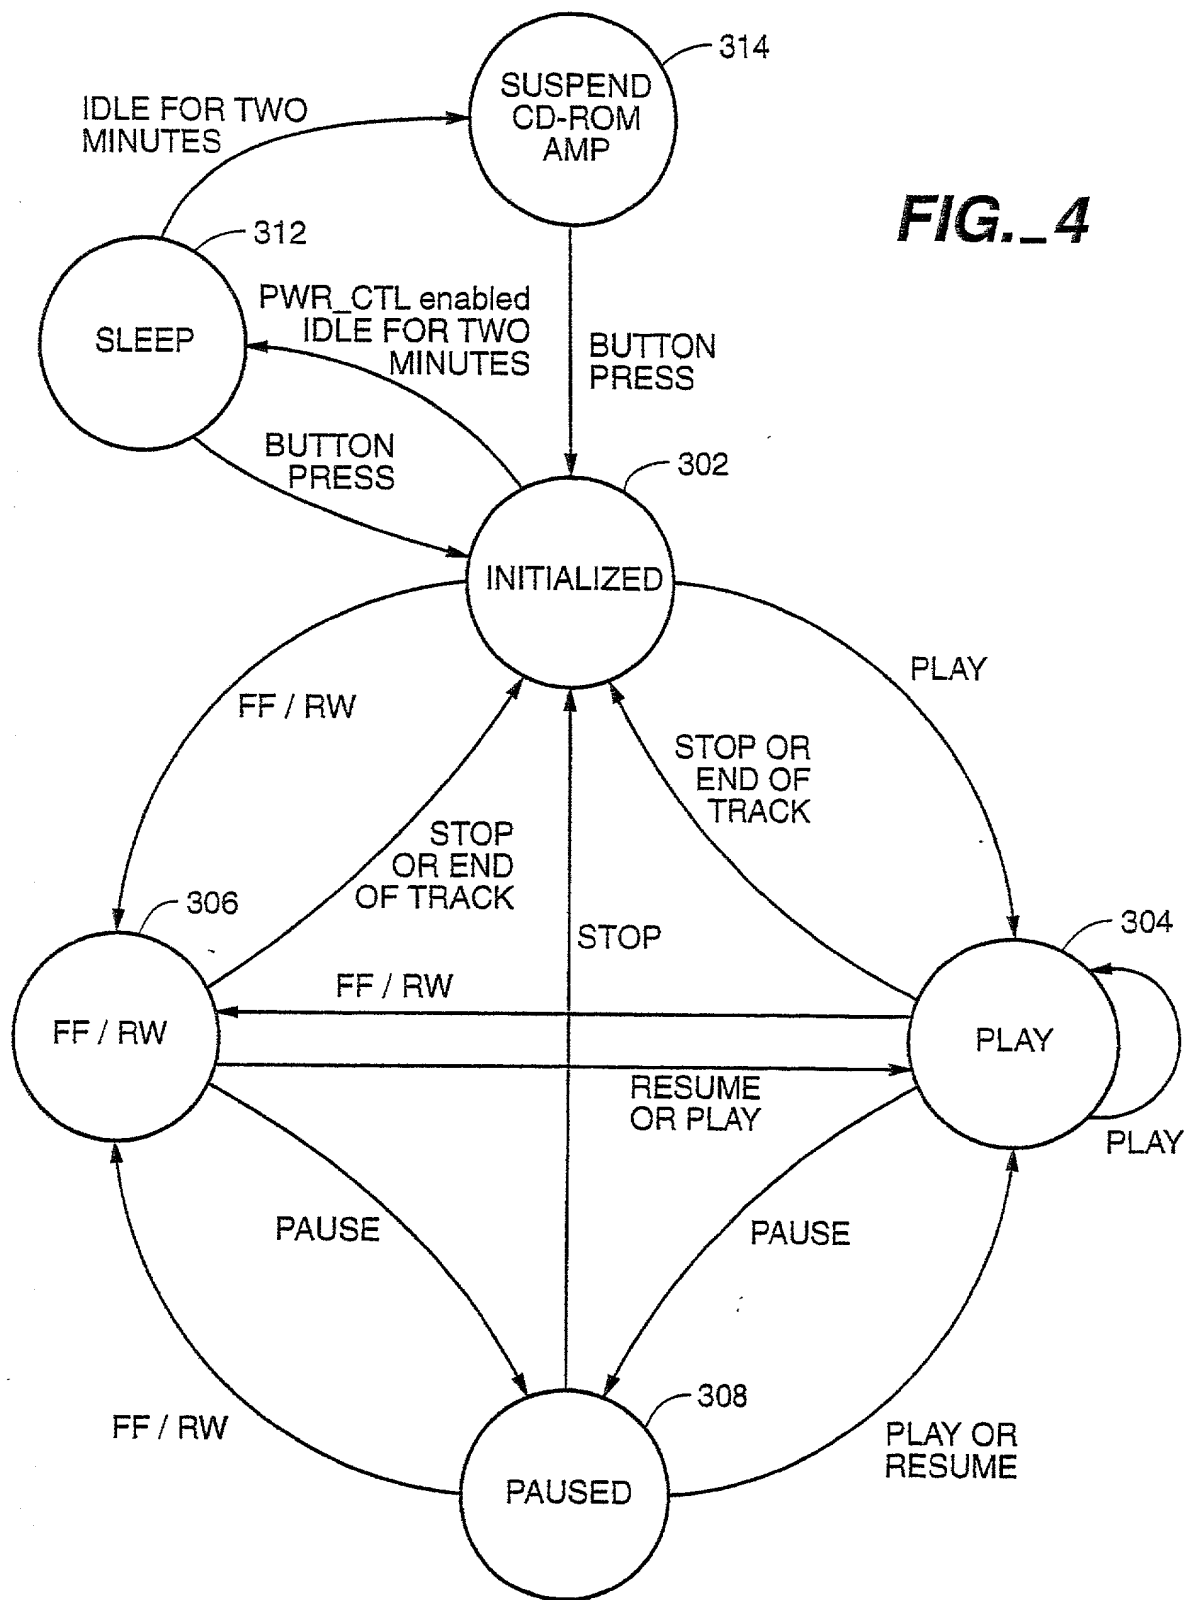 314
SUSPEND
CD-ROM
AMP
IDLE FOR TWO
MINUTES
FIG._4
312
SLEEP
PWR_CTL enabled
IDLE FOR TWO
MINUTES
BUTTON
PRESS
BUTTON
PRESS
302
INITIALIZED
FF / RW
PLAY
STOP OR
END OF
TRACK
STOP
OR END
OF TRACK
306
304
STOP
FF / RW
FF / RW
PLAY
RESUME
OR PLAY
PLAY
PAUSE
PAUSE
308
FF / RW
PLAY OR
RESUME
PAUSED